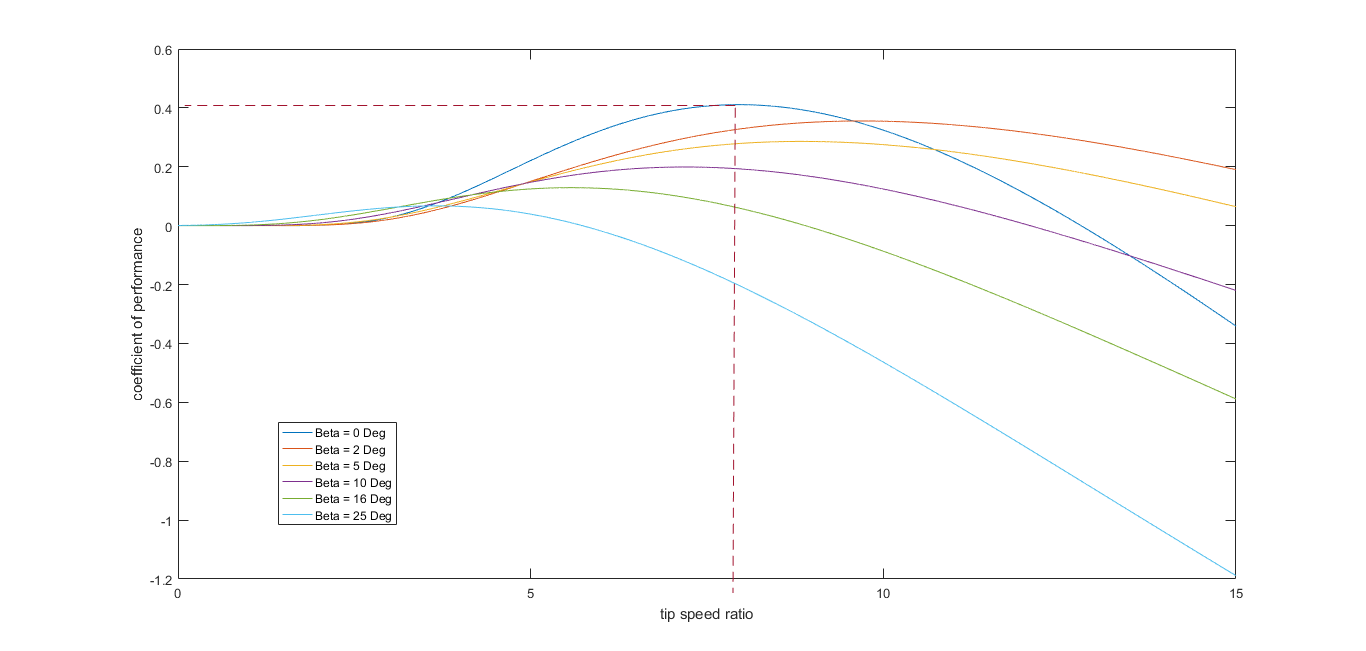 0.6
0.4
0.2
0
-0.2
-0.4
-0.6
-0.8
-1
-1.2
coefficient of performance
Beta = 0 Deg
Beta = 2 Deg
Beta = 5 Deg
Beta = 10 Deg
Beta = 16 Deg
Beta = 25 Deg
0 5 10 15
tip speed ratio